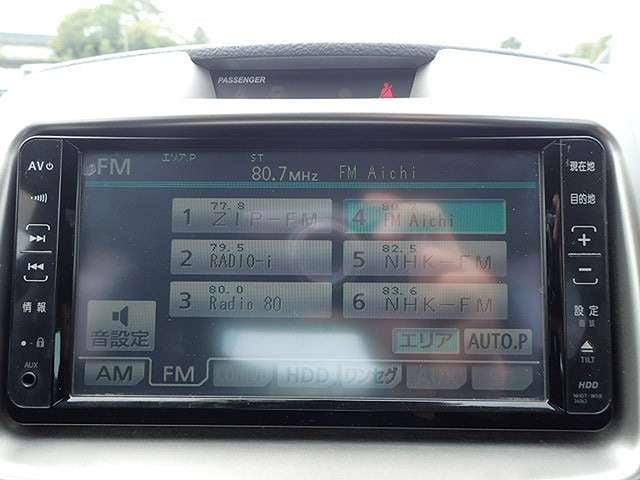 PASSENGER
AV
FM
エリア.P
ST
80.7MHz FM Aichi
現在地
目的地
77.8
1 ZIP-FM
80.7
4 FM Aichi
79.5
2 RADIO-i
82.5
5 NHK-FM
80.0
3 Radio 80
83.6
6 NHK-FM
+
−
情報
AUX
音設定
エリア
AUTO.P
AM
FM
HDD
ワンセグ
設定
画質
TILT
HDD